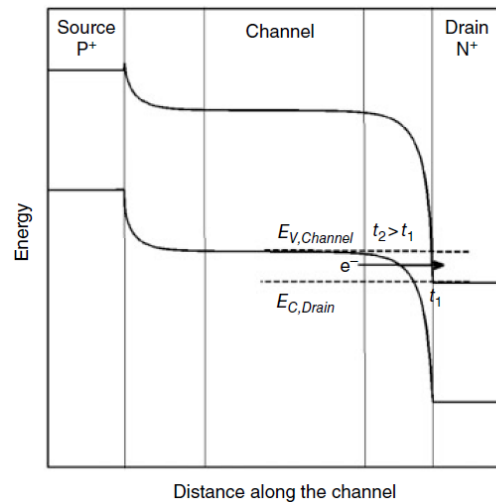 Source
P⁺
Channel
Drain
N⁺
Energy
E_V,Channel t₂ > t₁
e⁻
t₁
E_C,Drain
Distance along the channel